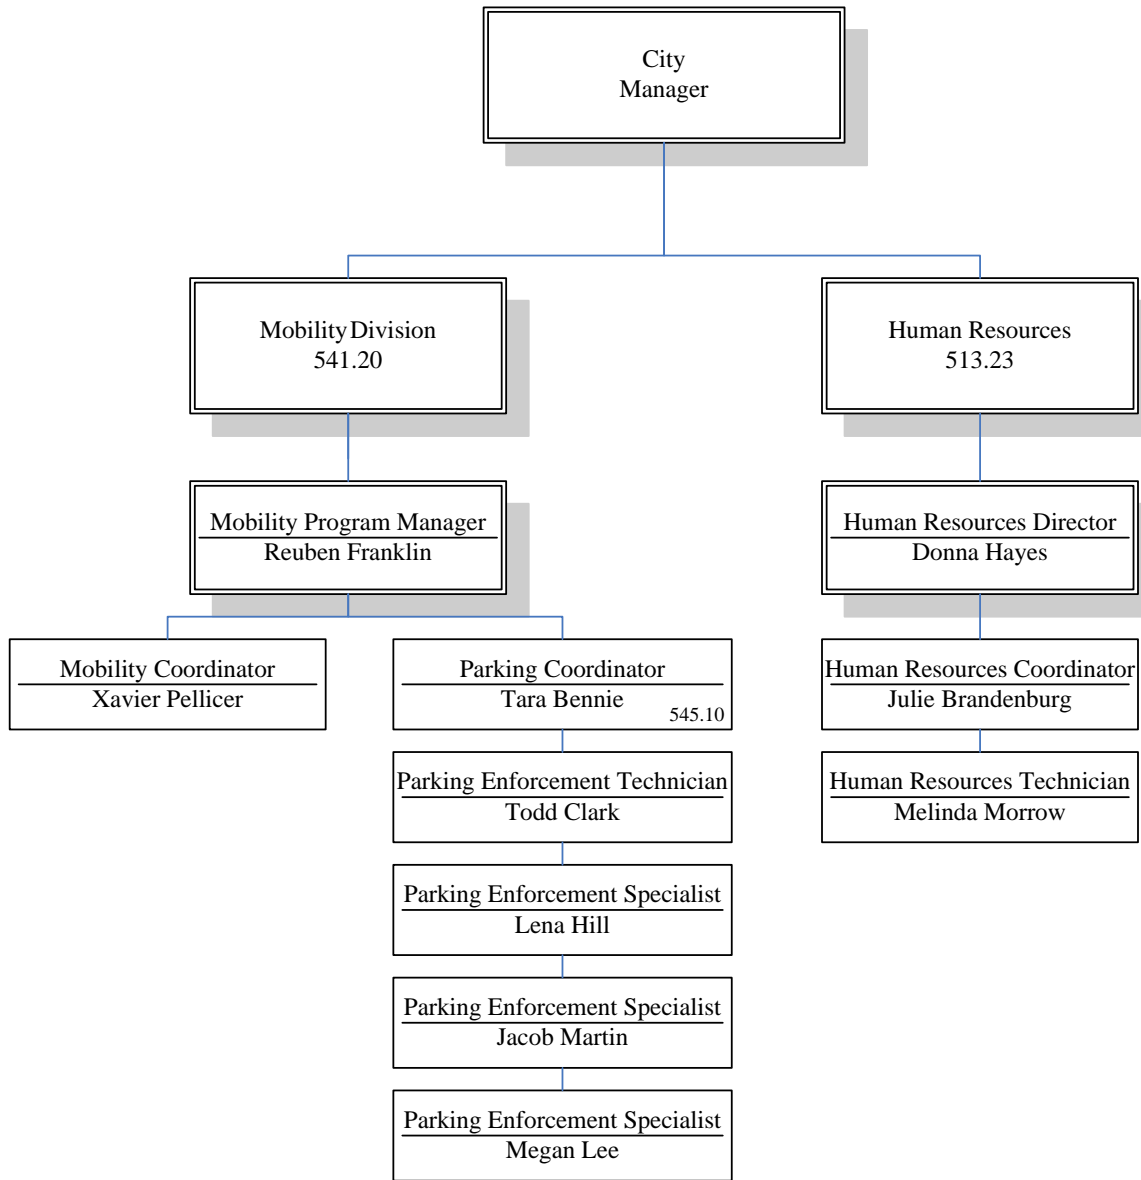 City
Manager
Mobility Division
541.20
Human Resources
513.23
Mobility Program Manager
Reuben Franklin
Human Resources Director
Donna Hayes
Mobility Coordinator
Xavier Pellicer
Parking Coordinator
Tara Bennie
545.10
Human Resources Coordinator
Julie Brandenburg
Parking Enforcement Technician
Todd Clark
Human Resources Technician
Melinda Morrow
Parking Enforcement Specialist
Lena Hill
Parking Enforcement Specialist
Jacob Martin
Parking Enforcement Specialist
Megan Lee